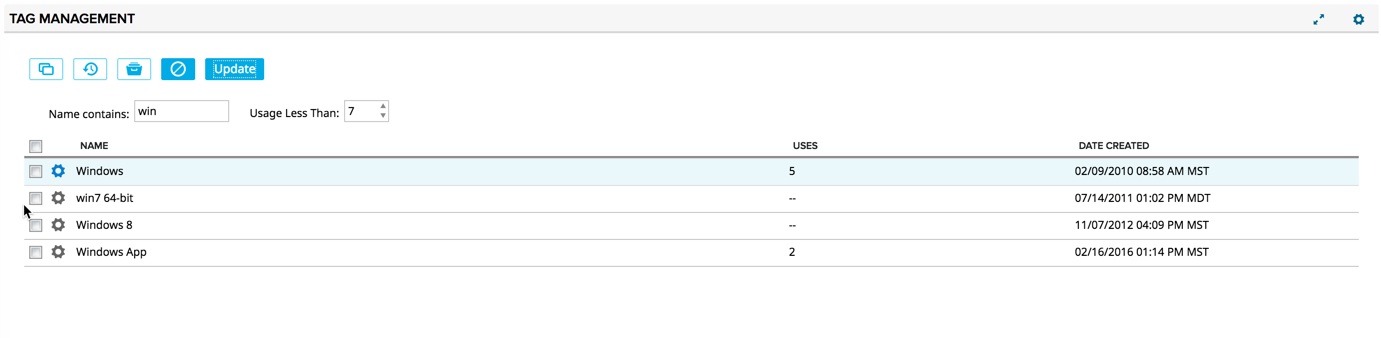 TAG MANAGEMENT
Update
Name contains: win Usage Less Than: 7
NAME USES DATE CREATED
Windows 5 02/09/2010 08:58 AM MST
win7 64-bit -- 07/14/2011 01:02 PM MDT
Windows 8 -- 11/07/2012 04:09 PM MST
Windows App 2 02/16/2016 01:14 PM MST